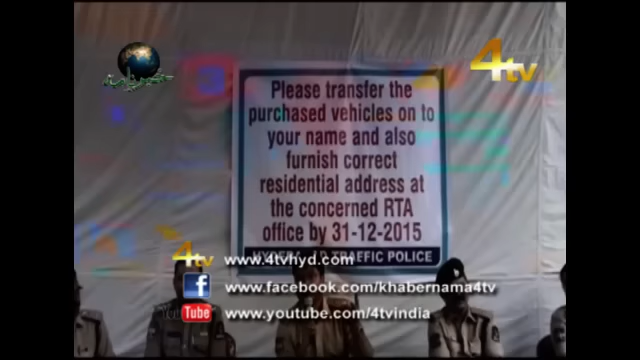 4tv
Please transfer the
purchased vehicles on to
your name and also
furnish correct
residential address at
the concerned RTA
office by 31-12-2015
TRAFFIC POLICE
4tv
www.4tvhyd.com
f
www.facebook.com/khabernama4tv
YouTube
www.youtube.com/4tvindia